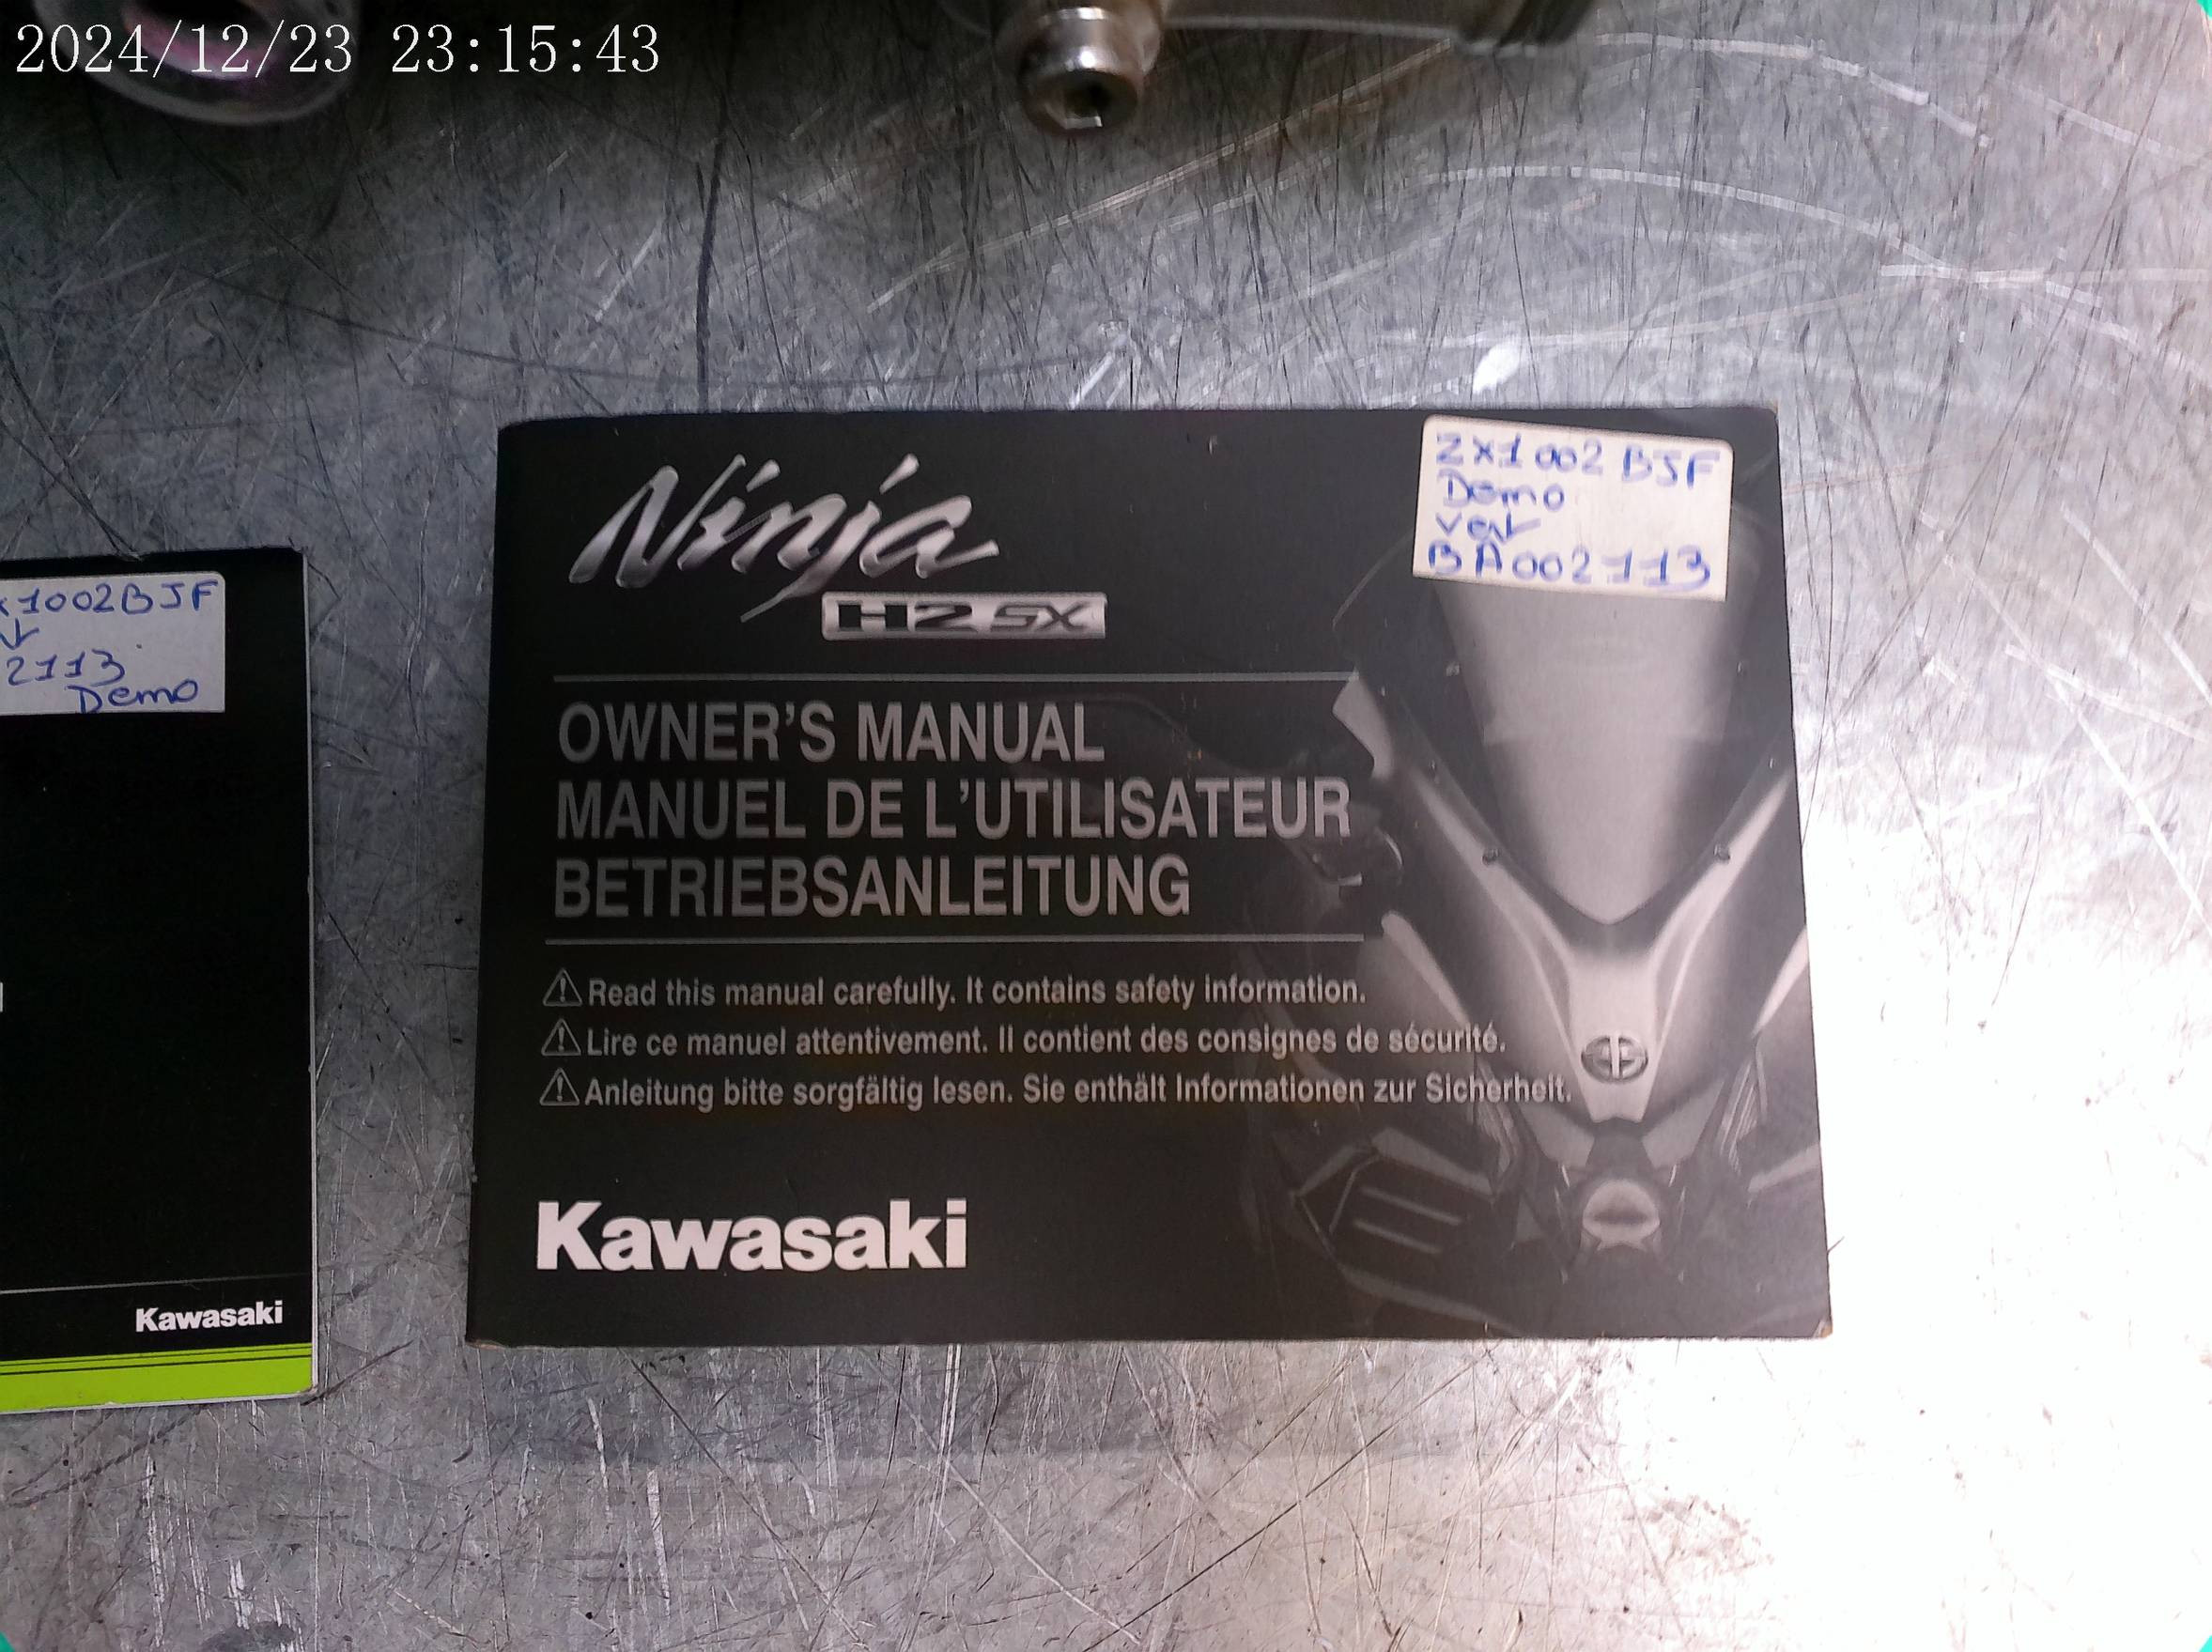 2024/12/23 23:15:43
Ninja
H2 SX
ZX1002BJF
Demo
Vert
BA002113
OWNER'S MANUAL
MANUEL DE L'UTILISATEUR
BETRIEBSANLEITUNG
Read this manual carefully. It contains safety information.
Lire ce manuel attentivement. Il contient des consignes de sécurité.
Anleitung bitte sorgfältig lesen. Sie enthält Informationen zur Sicherheit.
Kawasaki
x1002BJF
2113
Demo
Kawasaki